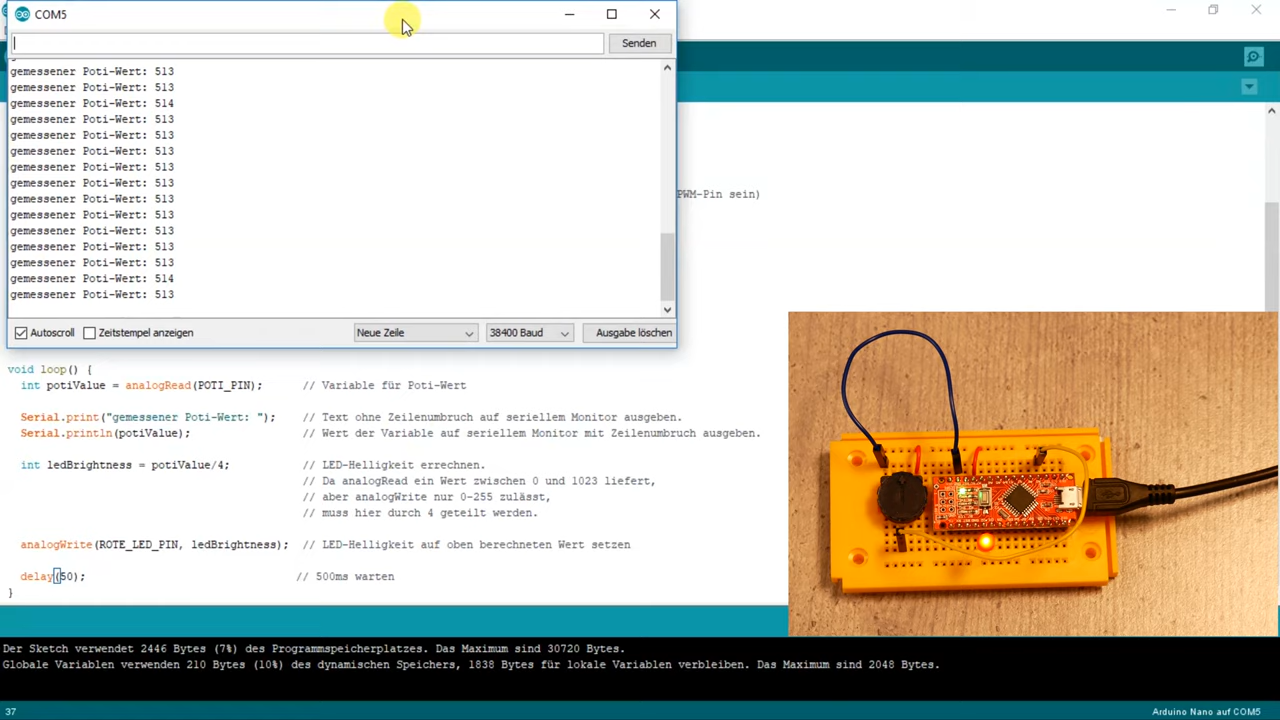 COM5
Senden
gemessener Poti-Wert: 513
gemessener Poti-Wert: 513
gemessener Poti-Wert: 514
gemessener Poti-Wert: 513
gemessener Poti-Wert: 513
gemessener Poti-Wert: 513
gemessener Poti-Wert: 513
gemessener Poti-Wert: 513
gemessener Poti-Wert: 513
gemessener Poti-Wert: 513
gemessener Poti-Wert: 513
gemessener Poti-Wert: 513
gemessener Poti-Wert: 513
gemessener Poti-Wert: 514
gemessener Poti-Wert: 513
PWM-Pin sein)
Autoscroll Zeitstempel anzeigen Neue Zeile 38400 Baud Ausgabe löschen
void loop() {
int potiValue = analogRead(POTI_PIN); // Variable für Poti-Wert
Serial.print("gemessener Poti-Wert: "); // Text ohne Zeilenumbruch auf seriellem Monitor ausgeben.
Serial.println(potiValue); // Wert der Variable auf seriellem Monitor mit Zeilenumbruch ausgeben.
int ledBrightness = potiValue/4; // LED-Helligkeit errechnen.
// Da analogRead ein Wert zwischen 0 und 1023 liefert,
// aber analogWrite nur 0-255 zulässt,
// muss hier durch 4 geteilt werden.
analogWrite(ROTE_LED_PIN, ledBrightness); // LED-Helligkeit auf oben berechneten Wert setzen
delay(50); // 500ms warten
}
Der Sketch verwendet 2446 Bytes (7%) des Programmspeicherplatzes. Das Maximum sind 30720 Bytes.
Globale Variablen verwenden 210 Bytes (10%) des dynamischen Speichers, 1838 Bytes für lokale Variablen verbleiben. Das Maximum sind 2048 Bytes.
37
Arduino Nano auf COM5